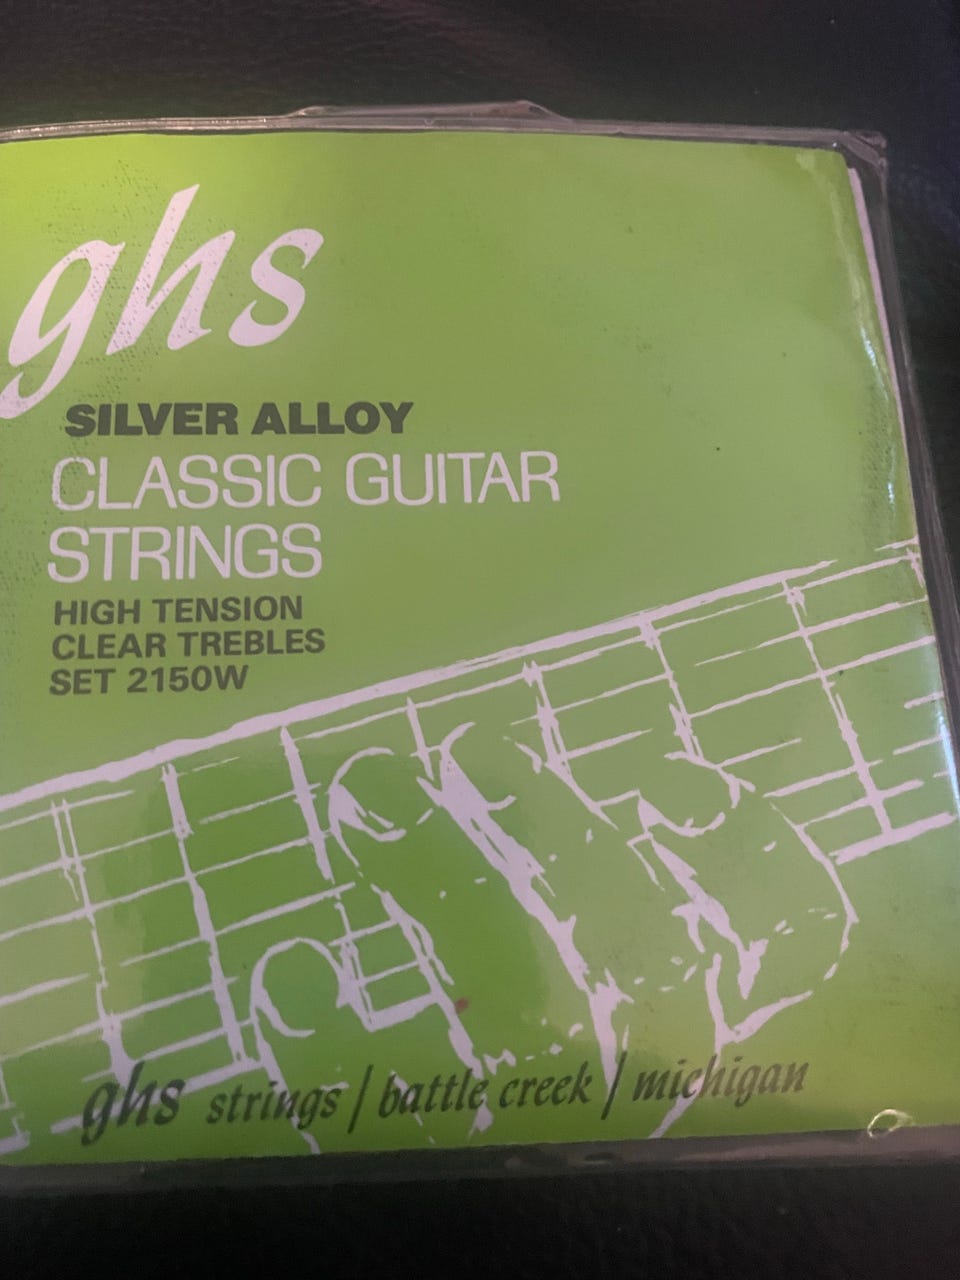 ghs
SILVER ALLOY
CLASSIC GUITAR
STRINGS
HIGH TENSION
CLEAR TREBLES
SET 2150W
ghs strings / battle creek / michigan